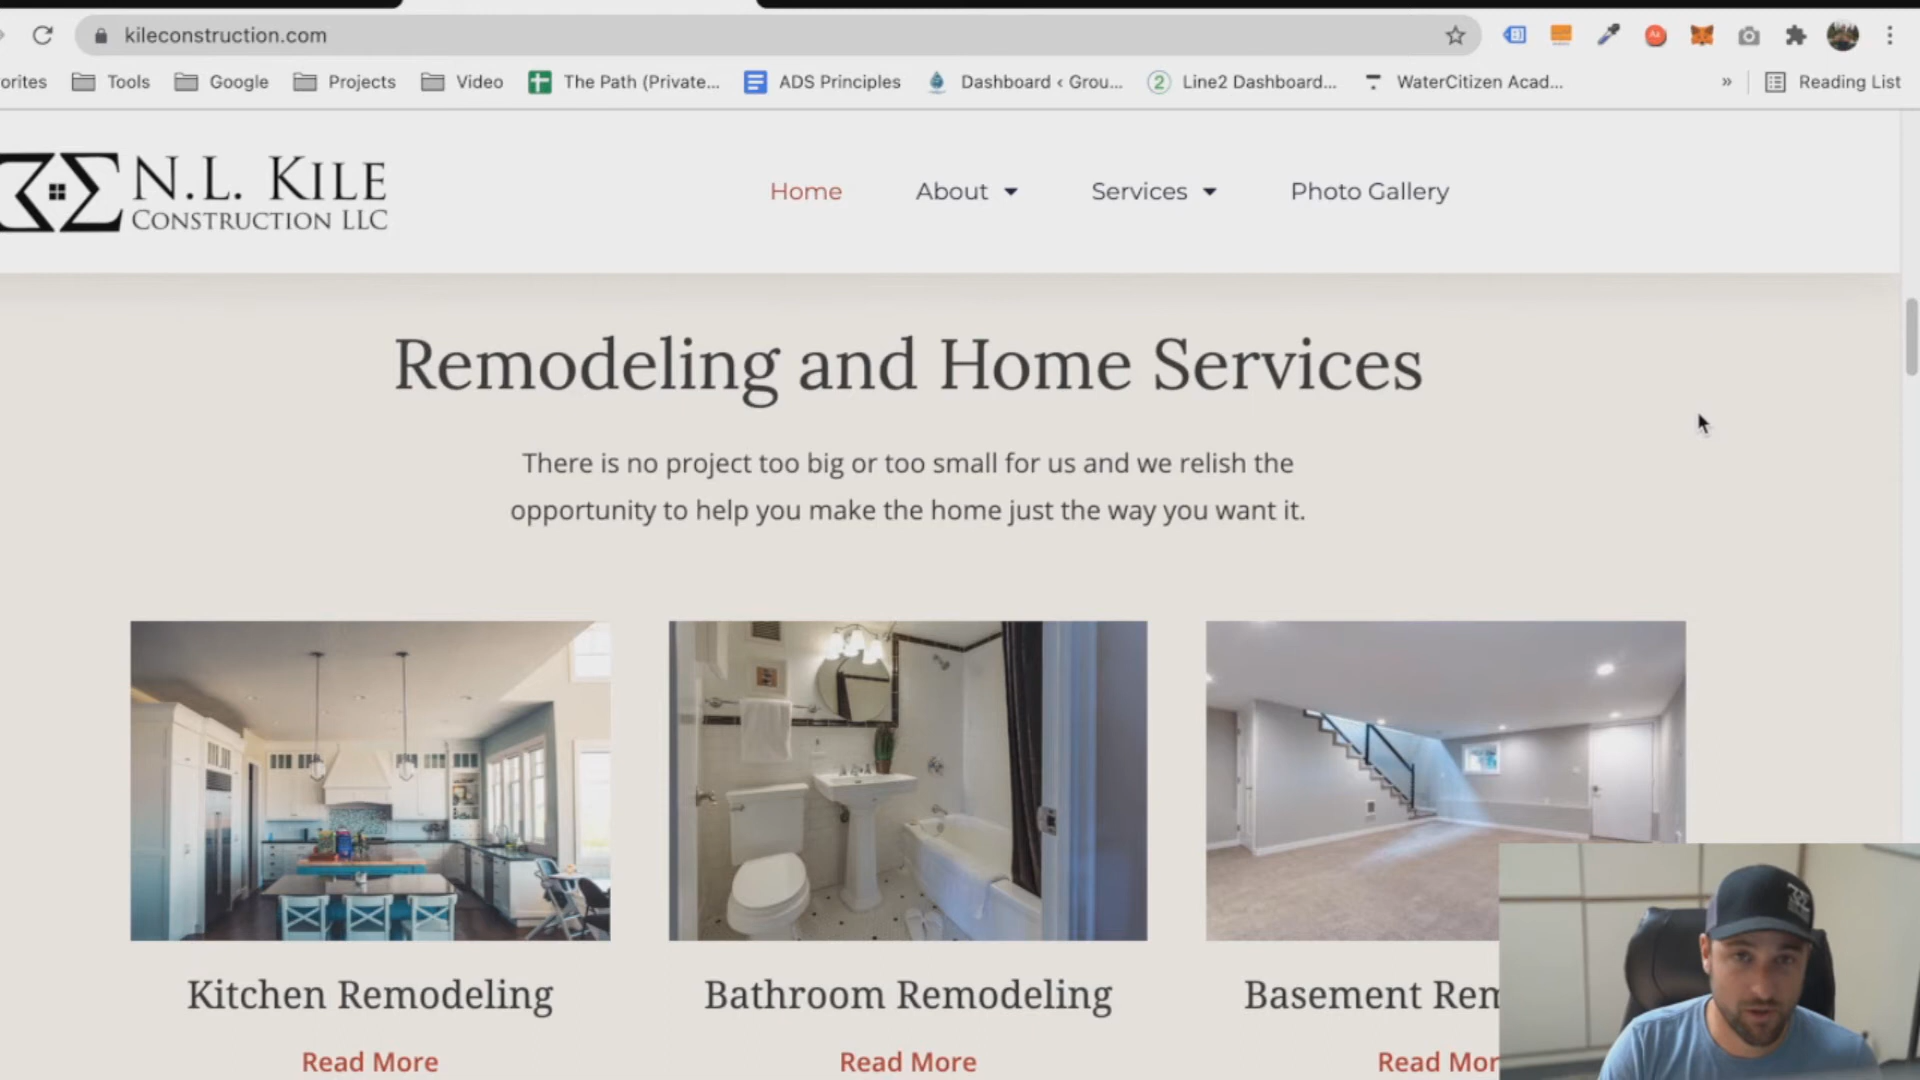 kileconstruction.com
orites Tools Google Projects Video The Path (Private... ADS Principles Dashboard ‹ Grou... 2 Line2 Dashboard... WaterCitizen Acad... » Reading List
N.L. KILE
CONSTRUCTION LLC
Home About Services Photo Gallery
Remodeling and Home Services
There is no project too big or too small for us and we relish the
opportunity to help you make the home just the way you want it.
Kitchen Remodeling Bathroom Remodeling Basement Rem
Read More Read More Read Mor